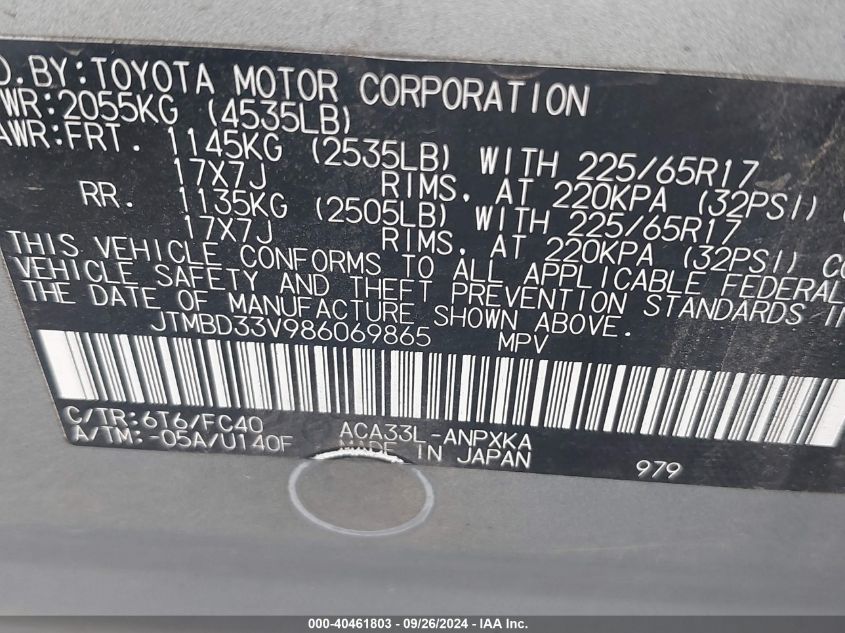 D.BY:TOYOTA MOTOR CORPORATION
WR:2055KG (4535LB)
AWR:FRT. 1145KG (2535LB) WITH 225/65R17
17X7J RIMS, AT 220KPA (32PSI) (
RR. 1135KG (2505LB) WITH 225/65R17
17X7J RIMS, AT 220KPA (32PSI) CO
THIS VEHICLE CONFORMS TO ALL APPLICABLE FEDERAL
VEHICLE SAFETY AND THEFT PREVENTION STANDARDS I
THE DATE OF MANUFACTURE SHOWN ABOVE.
JTMBD33V986069865 MPV
C/TR:6T6/FC40 ACA33L-ANPXKA
A/TM:-05A/U140F MADE IN JAPAN 979
000-40461803 - 09/26/2024 - IAA Inc.